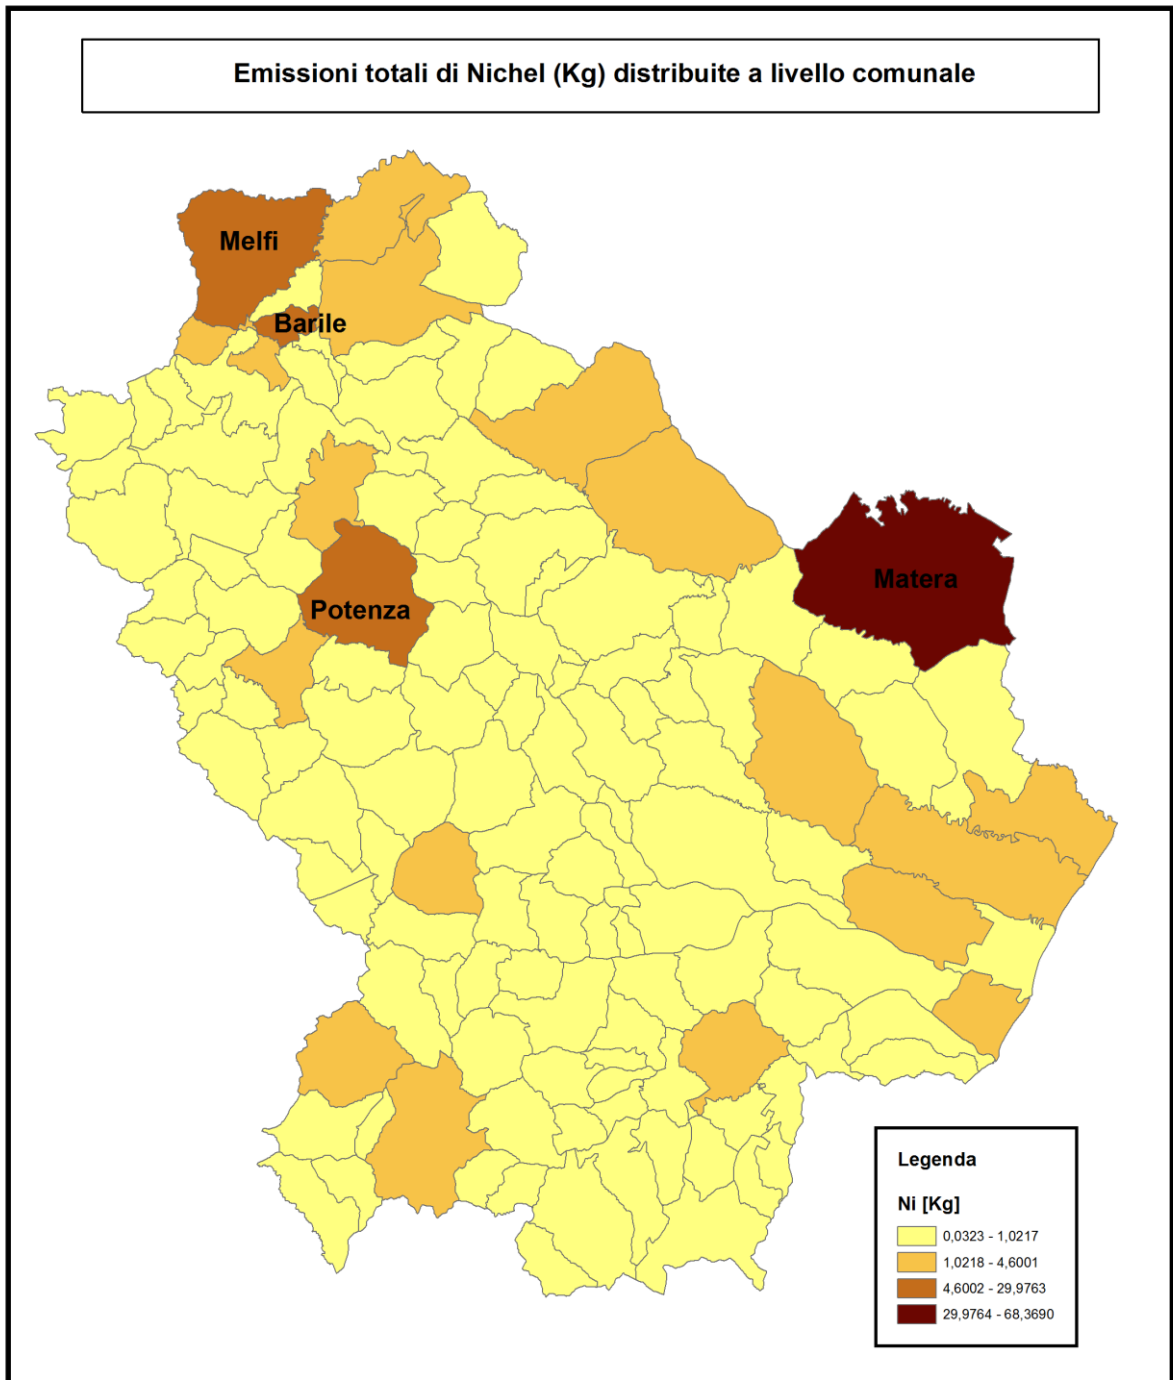 Emissioni totali di Nichel (Kg) distribuite a livello comunale
Melfi
Barile
Matera
Potenza
Legenda
Ni [Kg]
0,0323 - 1,0217
1,0218 - 4,6001
4,6002 - 29,9763
29,9764 - 68,3690